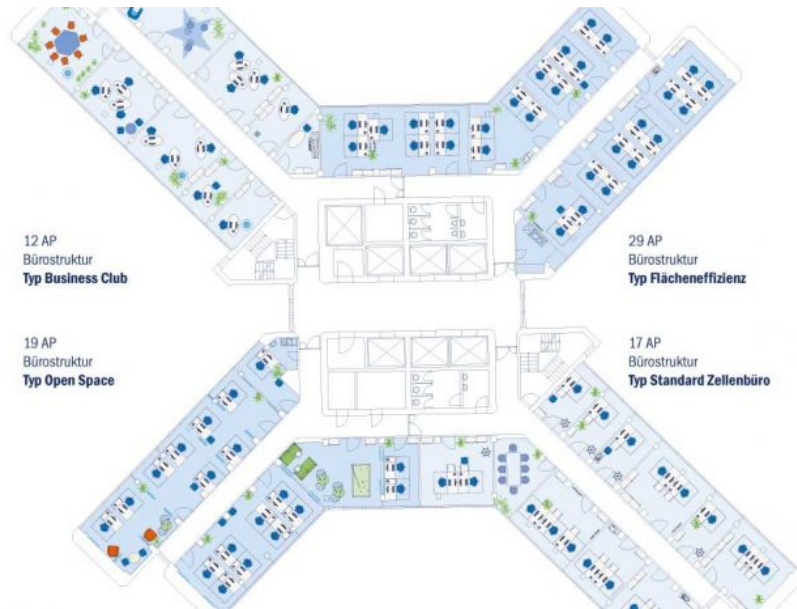 12 AP
Bürostruktur
Typ Business Club
29 AP
Bürostruktur
Typ Flächeneffizienz
19 AP
Bürostruktur
Typ Open Space
17 AP
Bürostruktur
Typ Standard Zellenbüro